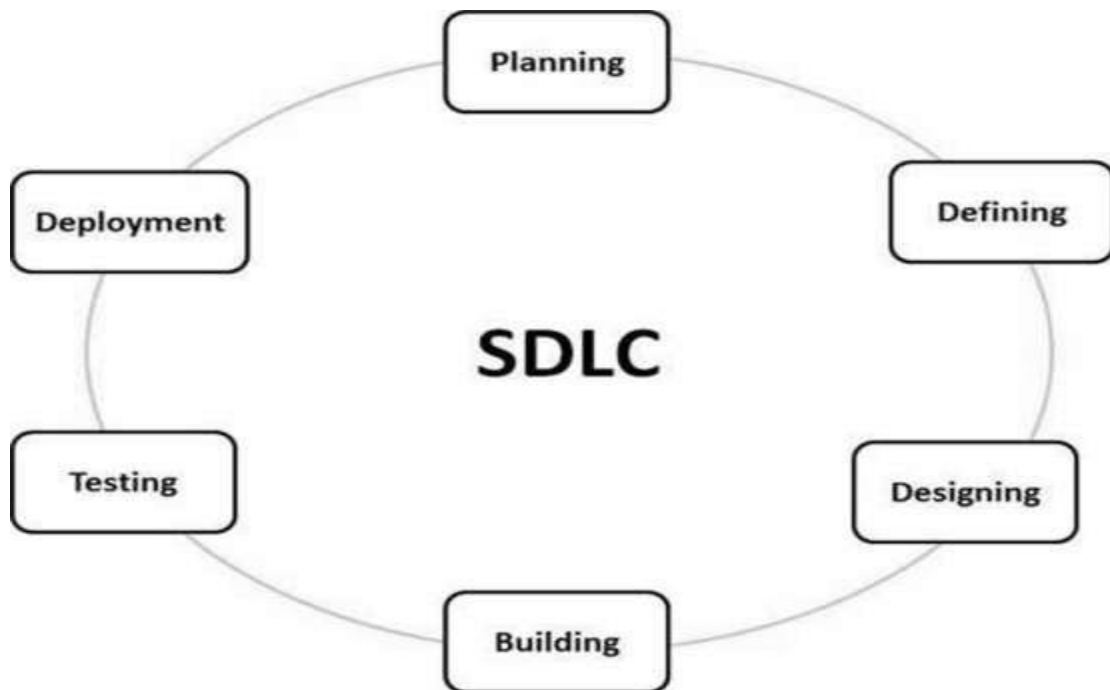 Planning
Defining
Deployment
SDLC
Testing
Designing
Building